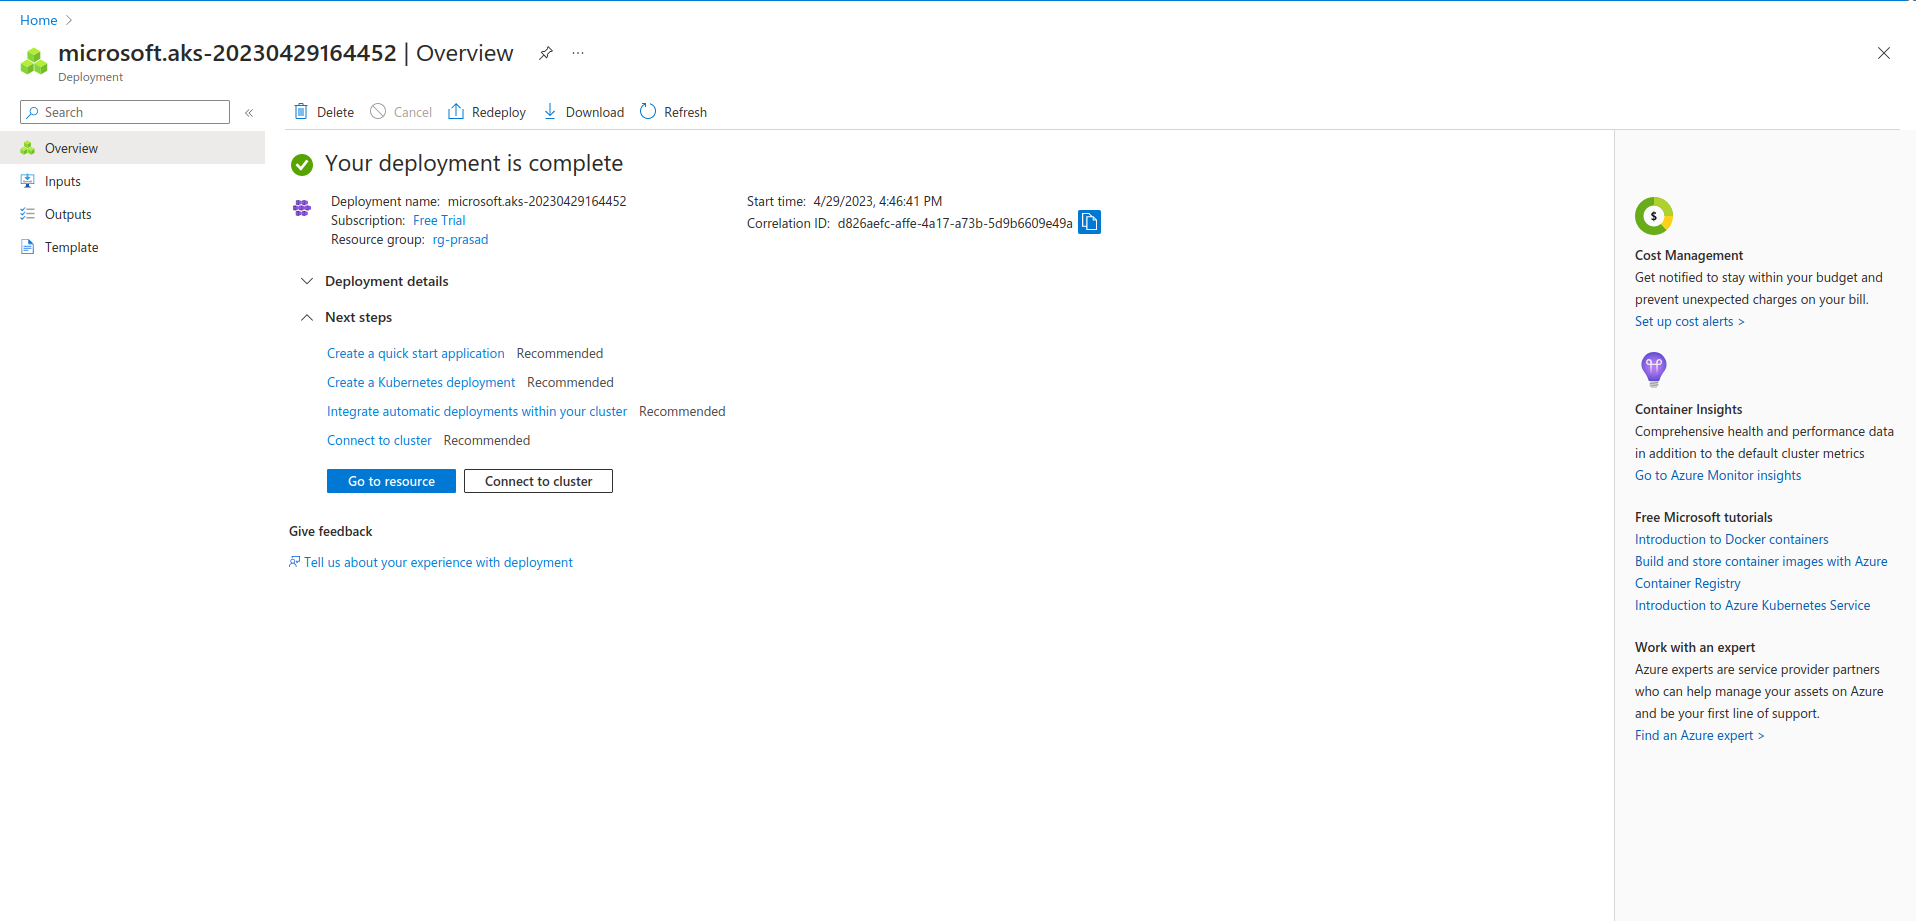 Home
microsoft.aks-20230429164452 | Overview
Deployment
Search
Overview
Inputs
Outputs
Template
Delete
Cancel
Redeploy
Download
Refresh
Your deployment is complete
Deployment name: microsoft.aks-20230429164452
Subscription: Free Trial
Resource group: rg-prasad
Start time: 4/29/2023, 4:46:41 PM
Correlation ID: d826aefc-affe-4a17-a73b-5d9b6609e49a
Deployment details
Next steps
Create a quick start application Recommended
Create a Kubernetes deployment Recommended
Integrate automatic deployments within your cluster Recommended
Connect to cluster Recommended
Go to resource
Connect to cluster
Give feedback
Tell us about your experience with deployment
$
Cost Management
Get notified to stay within your budget and
prevent unexpected charges on your bill.
Set up cost alerts >
Container Insights
Comprehensive health and performance data
in addition to the default cluster metrics
Go to Azure Monitor insights
Free Microsoft tutorials
Introduction to Docker containers
Build and store container images with Azure
Container Registry
Introduction to Azure Kubernetes Service
Work with an expert
Azure experts are service provider partners
who can help manage your assets on Azure
and be your first line of support.
Find an Azure expert >